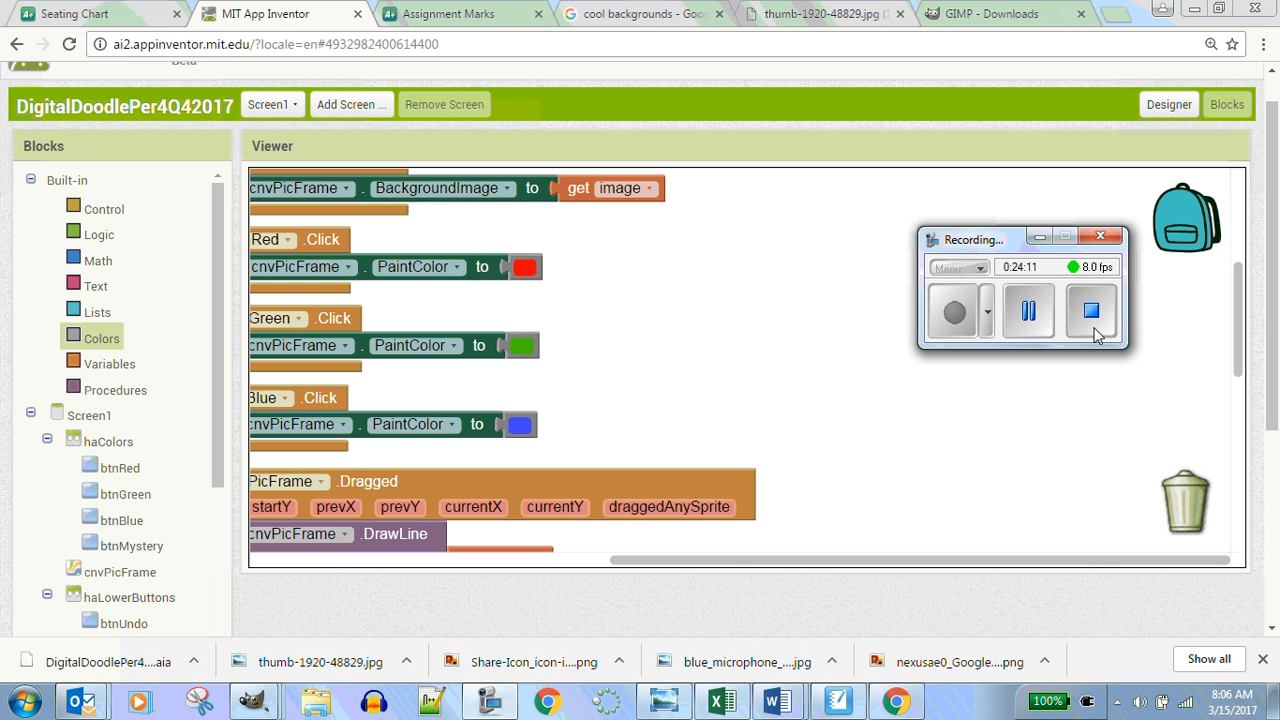 Seating Chart
MIT App Inventor
Assignment Marks
cool backgrounds - Goo
thumb-1920-48829.jpg (
GIMP - Downloads
ai2.appinventor.mit.edu/?locale=en#4932982400614400
Beta
DigitalDoodlePer4Q42017
Screen1
Add Screen ...
Remove Screen
Designer
Blocks
Blocks
Viewer
Built-in
Control
Logic
Math
Text
Lists
Colors
Variables
Procedures
Screen1
haColors
btnRed
btnGreen
btnBlue
btnMystery
cnvPicFrame
haLowerButtons
btnUndo
cnvPicFrame . BackgroundImage to get image
Red .Click
cnvPicFrame . PaintColor to
Green .Click
cnvPicFrame . PaintColor to
Blue .Click
cnvPicFrame . PaintColor to
PicFrame .Dragged
startY prevX prevY currentX currentY draggedAnySprite
cnvPicFrame .DrawLine
Recording...
Menu
0:24:11
8.0 fps
DigitalDoodlePer4....aia
thumb-1920-48829.jpg
Share-Icon_icon-i....png
blue_microphone_....jpg
nexusae0_Google....png
Show all
100%
8:06 AM
3/15/2017